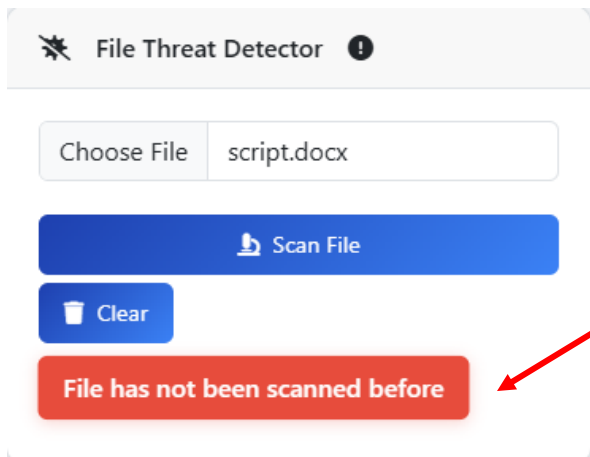 File Threat Detector
Choose File script.docx
Scan File
Clear
File has not been scanned before